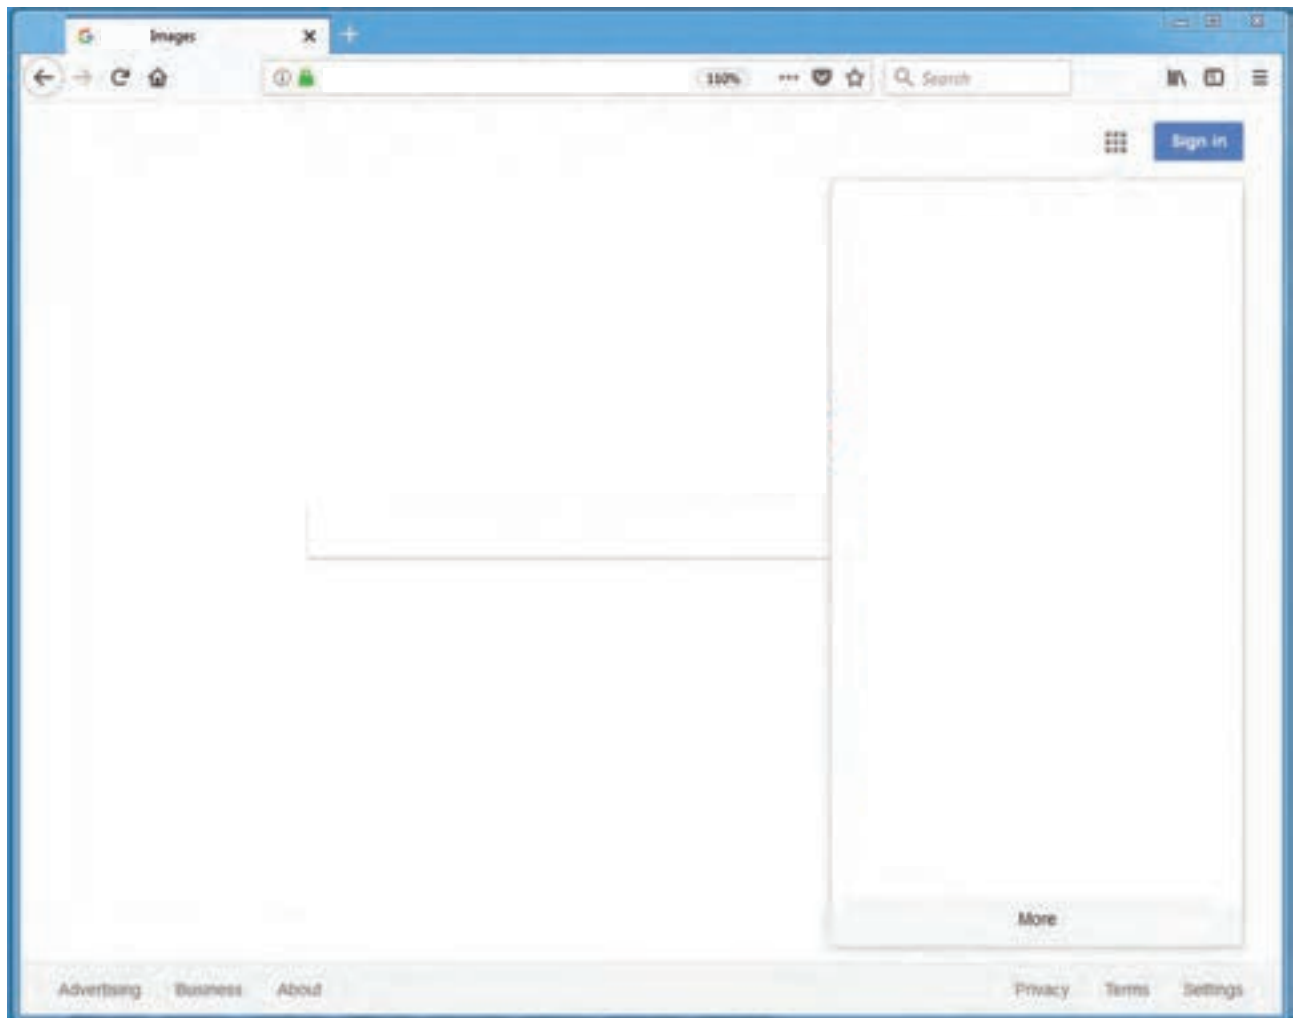 G Images
110% Search
Sign in
More
Advertising Business About Privacy Terms Settings